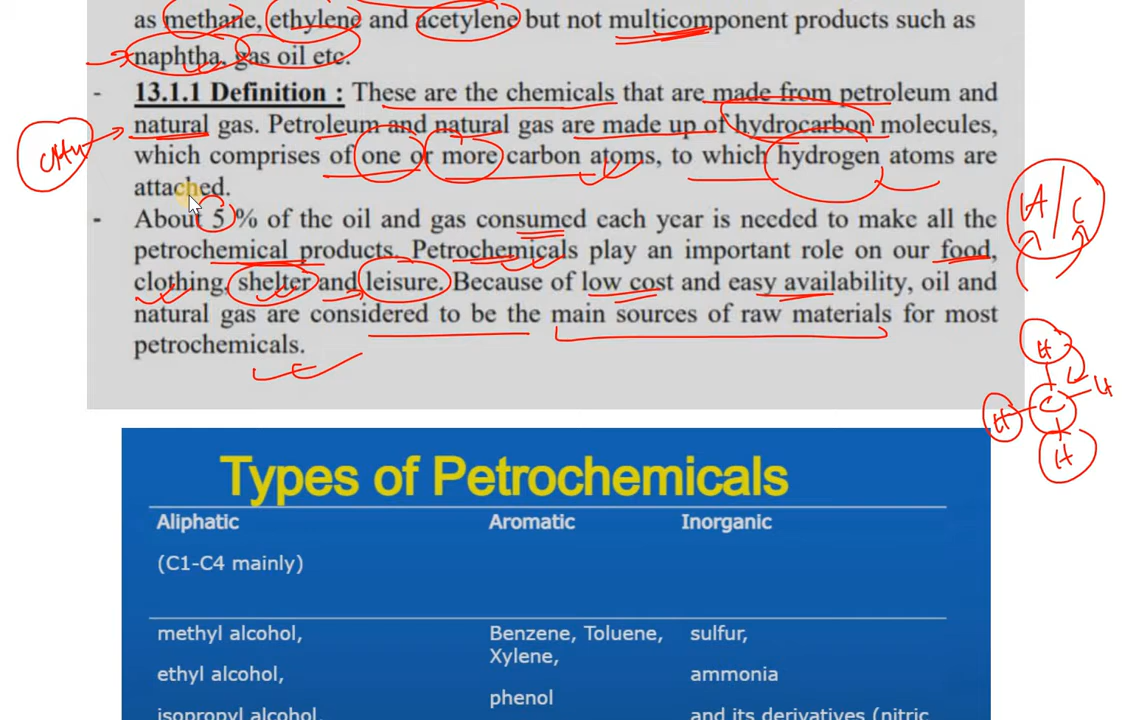 as methane, ethylene and acetylene but not multicomponent products such as
naphtha, gas oil etc.
- 13.1.1 Definition : These are the chemicals that are made from petroleum and
natural gas. Petroleum and natural gas are made up of hydrocarbon molecules,
which comprises of one or more carbon atoms, to which hydrogen atoms are
attached.
- About 5 % of the oil and gas consumed each year is needed to make all the
petrochemical products. Petrochemicals play an important role on our food,
clothing, shelter and leisure. Because of low cost and easy availability, oil and
natural gas are considered to be the main sources of raw materials for most
petrochemicals.
CH4
H/C
H
H C H
H
Types of Petrochemicals
Aliphatic Aromatic Inorganic
(C1-C4 mainly)
methyl alcohol, Benzene, Toluene, sulfur,
Xylene,
ethyl alcohol, ammonia
phenol
isopropyl alcohol, and its derivatives (nitric